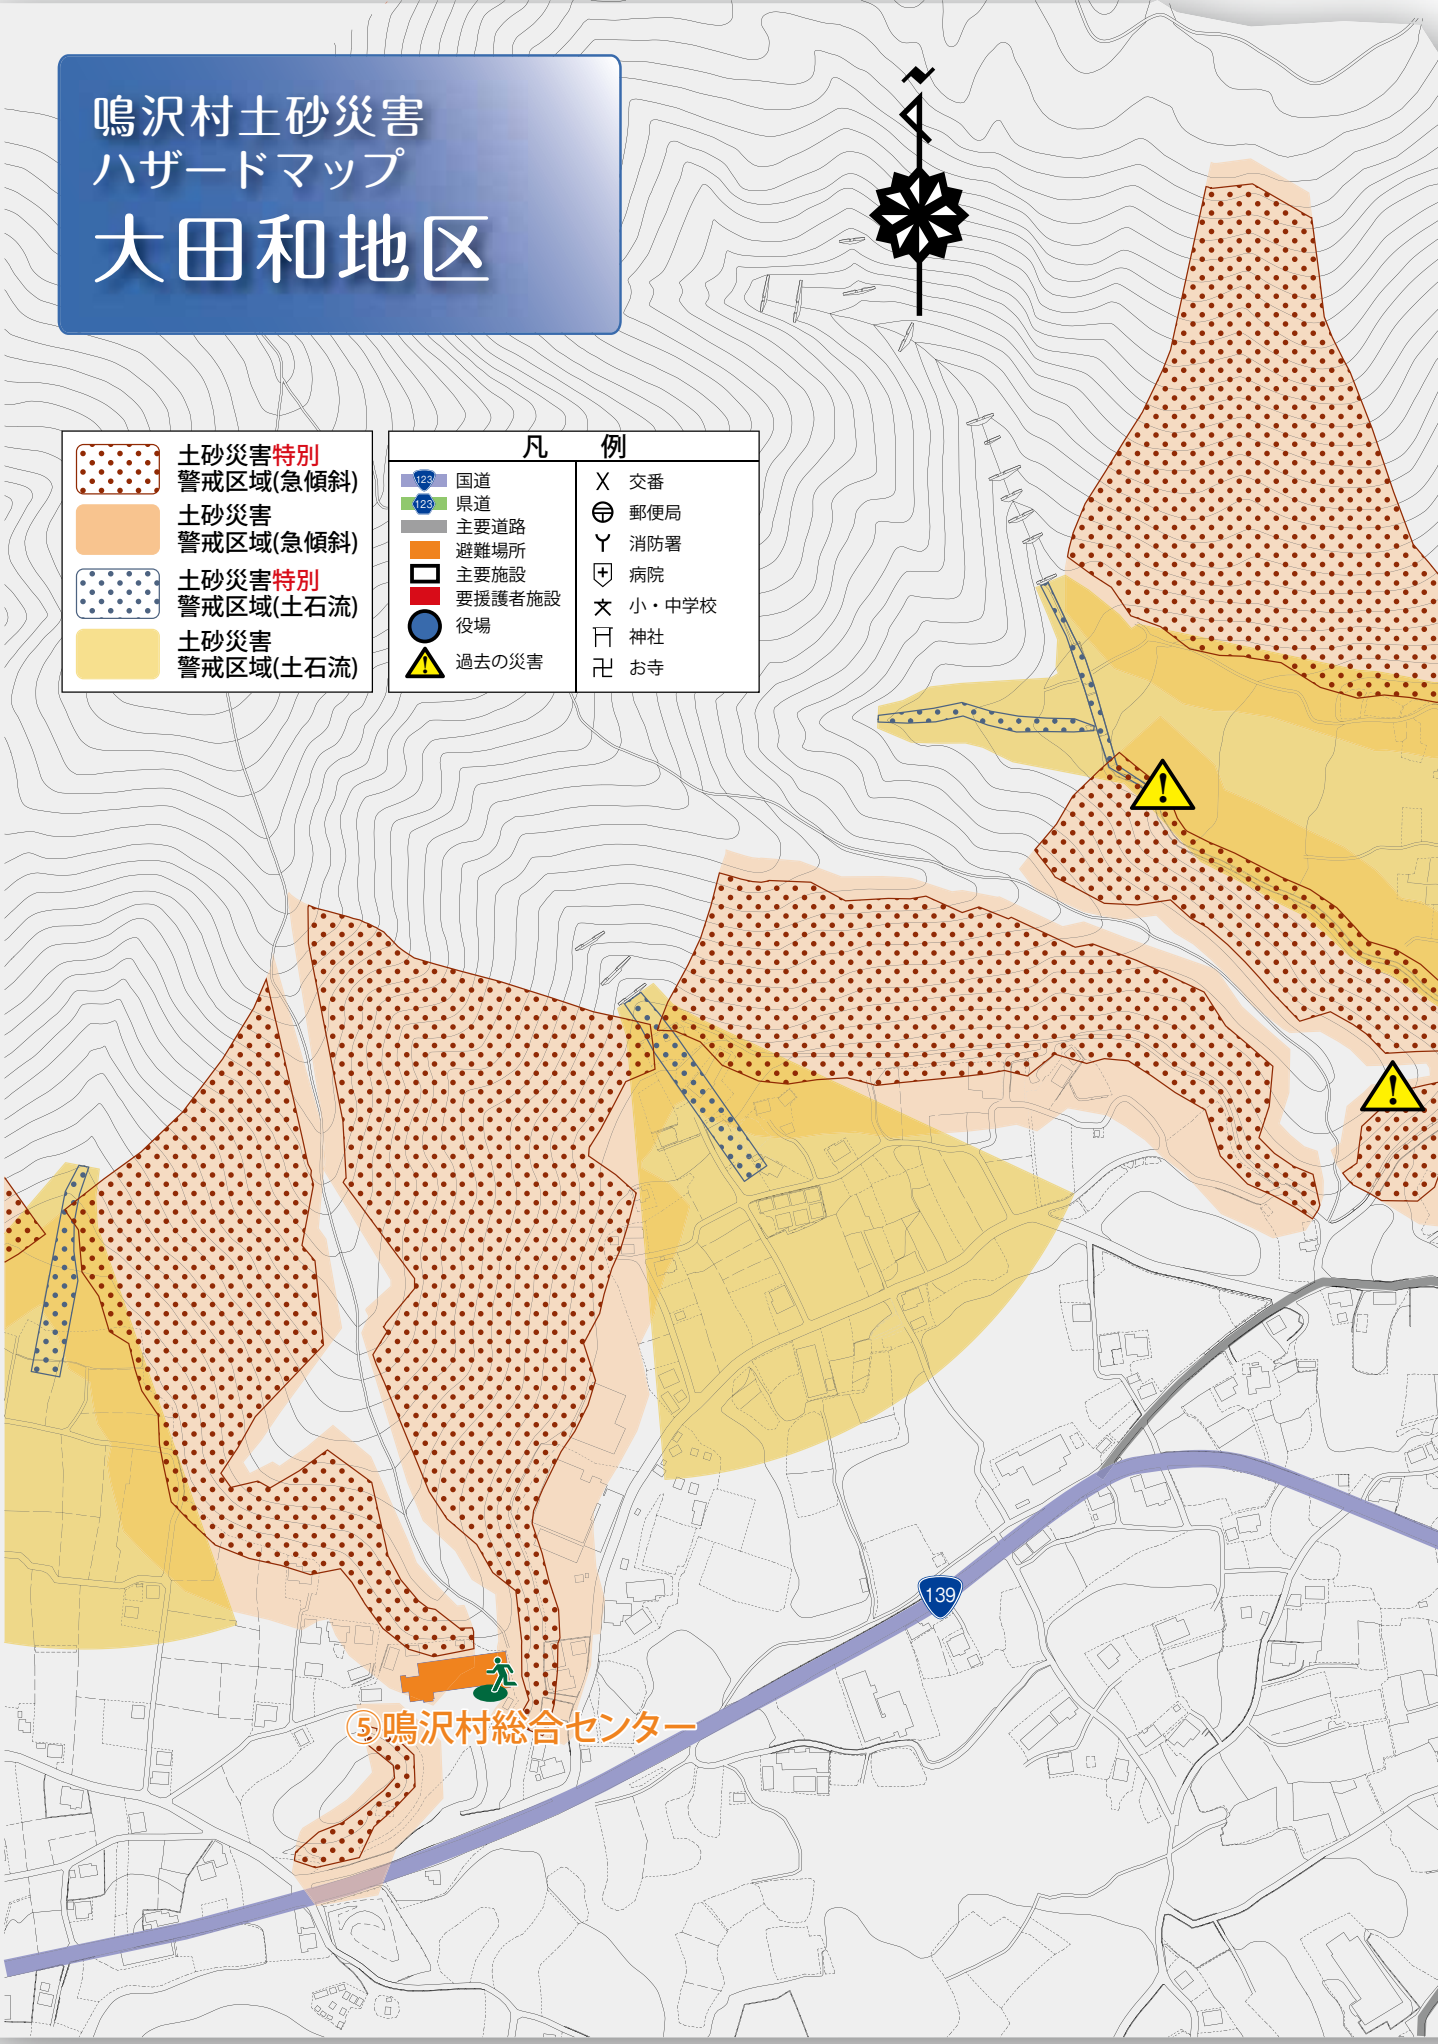 鳴沢村土砂災害
ハザードマップ
大田和地区
土砂災害特別
警戒区域(急傾斜)
土砂災害
警戒区域(急傾斜)
土砂災害特別
警戒区域(土石流)
土砂災害
警戒区域(土石流)
凡 例
123 国道
123 県道
主要道路
避難場所
主要施設
要援護者施設
役場
過去の災害
交番
郵便局
消防署
病院
小・中学校
神社
お寺
139
⑤鳴沢村総合センター